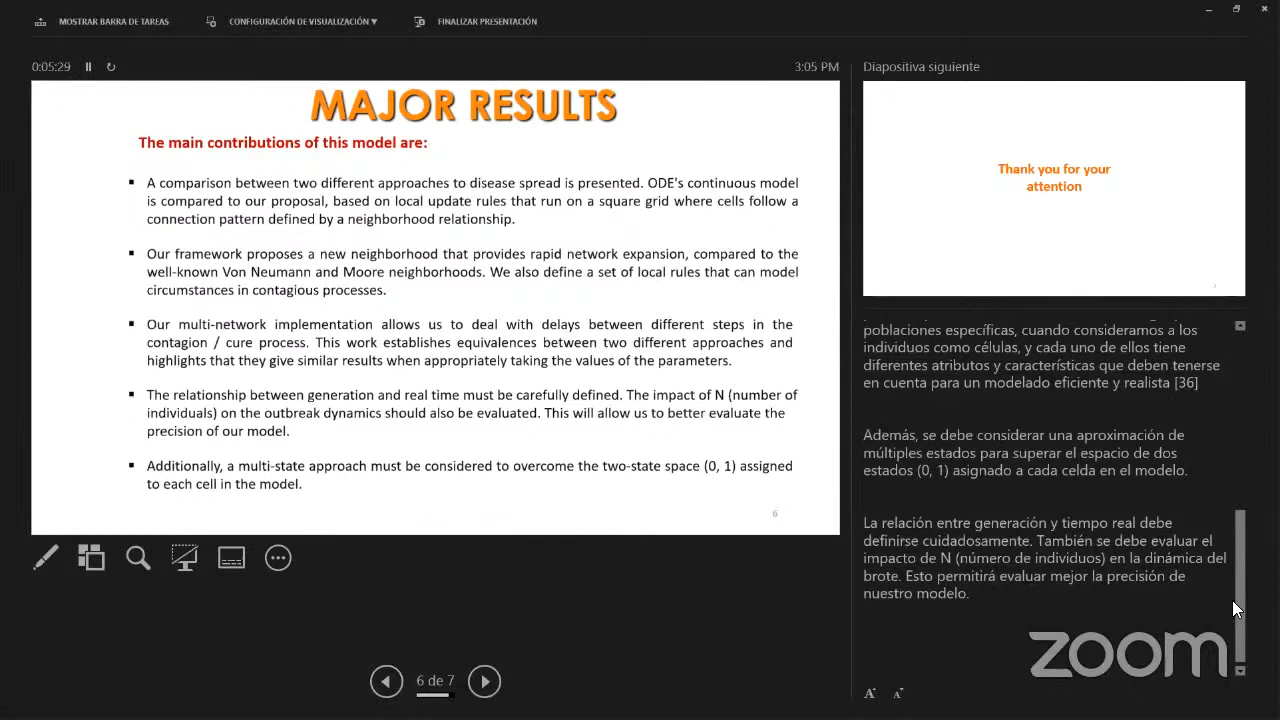 MOSTRAR BARRA DE TAREAS
CONFIGURACIÓN DE VISUALIZACIÓN ▼
FINALIZAR PRESENTACIÓN
0:05:29
3:05 PM
MAJOR RESULTS
The main contributions of this model are:
▪ A comparison between two different approaches to disease spread is presented. ODE's continuous model
is compared to our proposal, based on local update rules that run on a square grid where cells follow a
connection pattern defined by a neighborhood relationship.
▪ Our framework proposes a new neighborhood that provides rapid network expansion, compared to the
well-known Von Neumann and Moore neighborhoods. We also define a set of local rules that can model
circumstances in contagious processes.
▪ Our multi-network implementation allows us to deal with delays between different steps in the
contagion / cure process. This work establishes equivalences between two different approaches and
highlights that they give similar results when appropriately taking the values of the parameters.
▪ The relationship between generation and real time must be carefully defined. The impact of N (number of
individuals) on the outbreak dynamics should also be evaluated. This will allow us to better evaluate the
precision of our model.
▪ Additionally, a multi-state approach must be considered to overcome the two-state space (0, 1) assigned
to each cell in the model.
6
6 de 7
Diapositiva siguiente
Thank you for your
attention
poblaciones específicas, cuando consideramos a los
individuos como células, y cada uno de ellos tiene
diferentes atributos y características que deben tenerse
en cuenta para un modelado eficiente y realista [36]
Además, se debe considerar una aproximación de
múltiples estados para superar el espacio de dos
estados (0, 1) asignado a cada celda en el modelo.
La relación entre generación y tiempo real debe
definirse cuidadosamente. También se debe evaluar el
impacto de N (número de individuos) en la dinámica del
brote. Esto permitirá evaluar mejor la precisión de
nuestro modelo.
zoom
A A